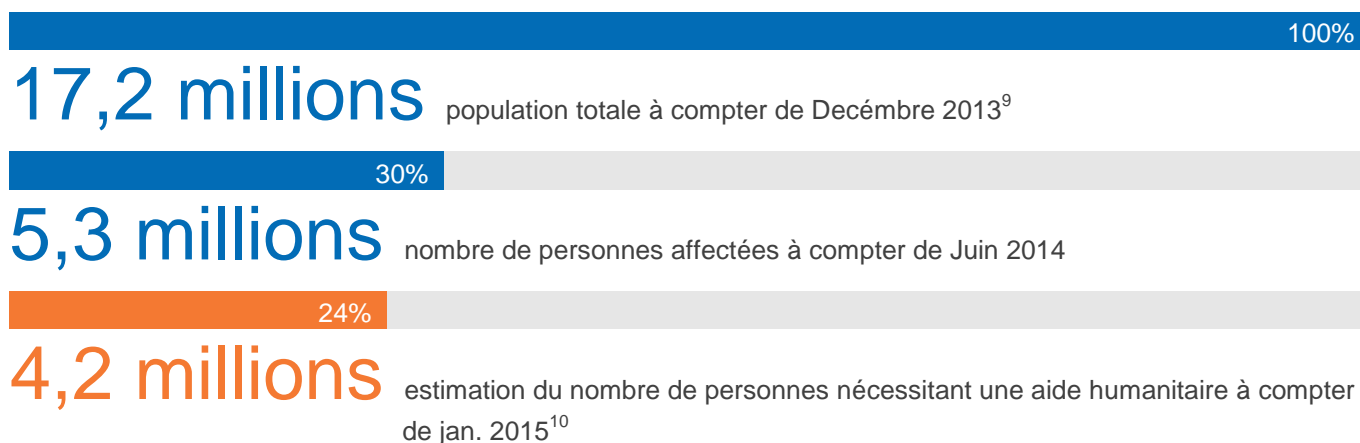 100%
17,2 millions population totale à compter de Decémbre 2013⁹
30%
5,3 millions nombre de personnes affectées à compter de Juin 2014
24%
4,2 millions estimation du nombre de personnes nécessitant une aide humanitaire à compter
de jan. 2015¹⁰